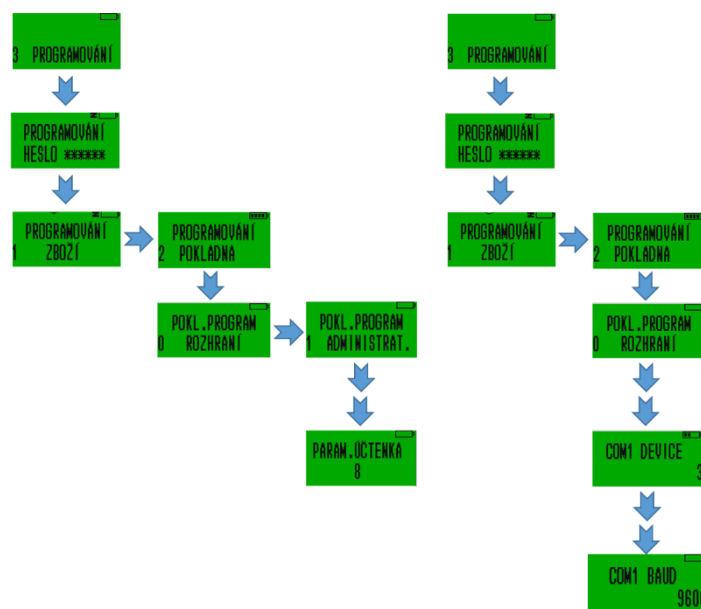 3 PROGRAMOVÁNÍ
PROGRAMOVÁNÍ
HESLO ******
PROGRAMOVÁNÍ
1 ZBOŽÍ
PROGRAMOVÁNÍ
2 POKLADNA
POKL.PROGRAM
0 ROZHRANÍ
POKL.PROGRAM
1 ADMINISTRAT.
PARAM.ÚČTENKA
8
3 PROGRAMOVÁNÍ
PROGRAMOVÁNÍ
HESLO ******
PROGRAMOVÁNÍ
1 ZBOŽÍ
PROGRAMOVÁNÍ
2 POKLADNA
POKL.PROGRAM
0 ROZHRANÍ
COM1 DEVICE
3
COM1 BAUD